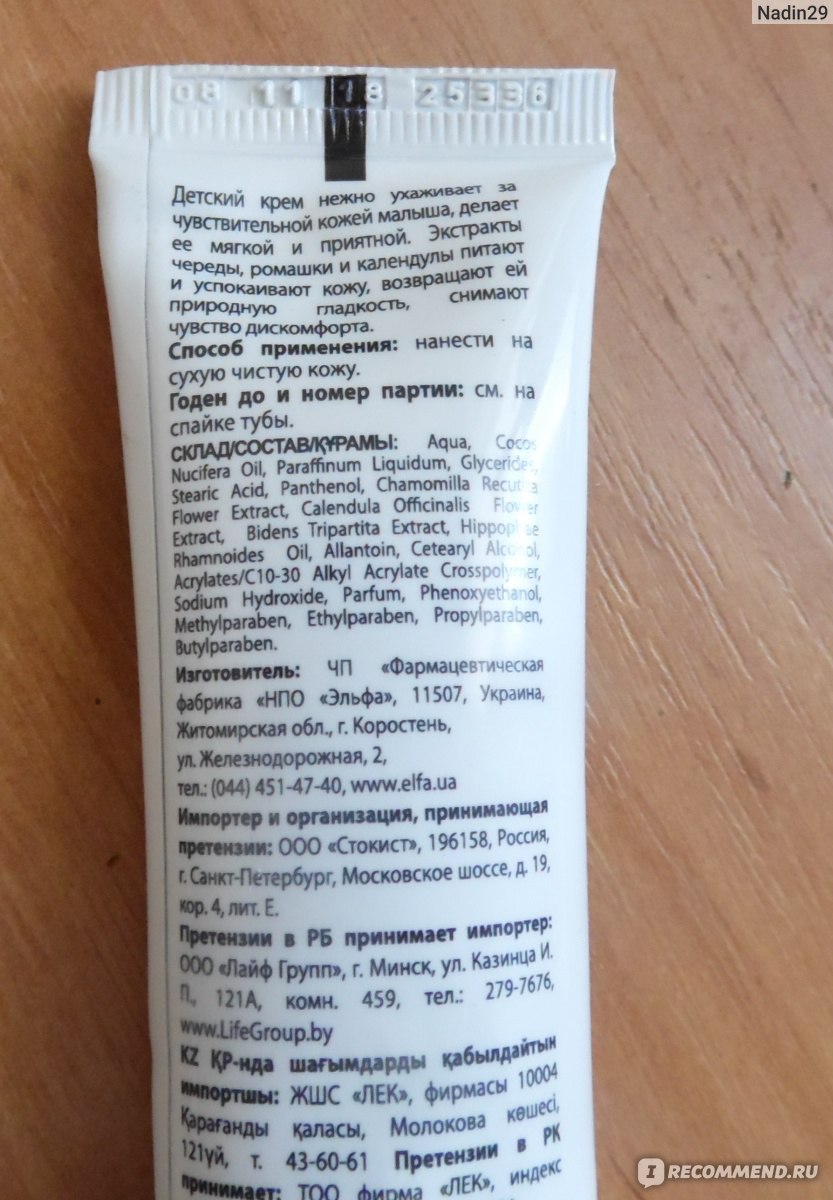 Nadin29
08 11 18 25336
Детский крем нежно ухаживает за
чувствительной кожей малыша, делает
ее мягкой и приятной. Экстракты
череды, ромашки и календулы питают
и успокаивают кожу, возвращают ей
природную гладкость, снимают
чувство дискомфорта.
Способ применения: нанести на
сухую чистую кожу.
Годен до и номер партии: см. на
спайке тубы.
СКЛАД/СОСТАВ/ҚҰРАМЫ: Aqua, Cocos
Nucifera Oil, Paraffinum Liquidum, Glycerides,
Stearic Acid, Panthenol, Chamomilla Recutita
Flower Extract, Calendula Officinalis Flower
Extract, Bidens Tripartita Extract, Hippophae
Rhamnoides Oil, Allantoin, Cetearyl Alcohol,
Acrylates/C10-30 Alkyl Acrylate Crosspolymer,
Sodium Hydroxide, Parfum, Phenoxyethanol,
Methylparaben, Ethylparaben, Propylparaben,
Butylparaben.
Изготовитель: ЧП «Фармацевтическая
фабрика «НПО «Эльфа», 11507, Украина,
Житомирская обл., г. Коростень,
ул. Железнодорожная, 2,
тел.: (044) 451-47-40, www.elfa.ua
Импортер и организация, принимающая
претензии: ООО «Стокист», 196158, Россия,
г. Санкт-Петербург, Московское шоссе, д. 19,
кор. 4, лит. Е.
Претензии в РБ принимает импортер:
ООО «Лайф Групп», г. Минск, ул. Казинца И.
П., 121А, комн. 459, тел.: 279-7676,
www.LifeGroup.by
KZ ҚР-нда шағымдарды қабылдайтын
импортшы: ЖШС «ЛЕК», фирмасы 10004
Қарағанды қаласы, Молокова көшесі,
121үй, т. 43-60-61 Претензии в РК
принимает: ТОО фирма «ЛЕК», индекс
IRECOMMEND.RU